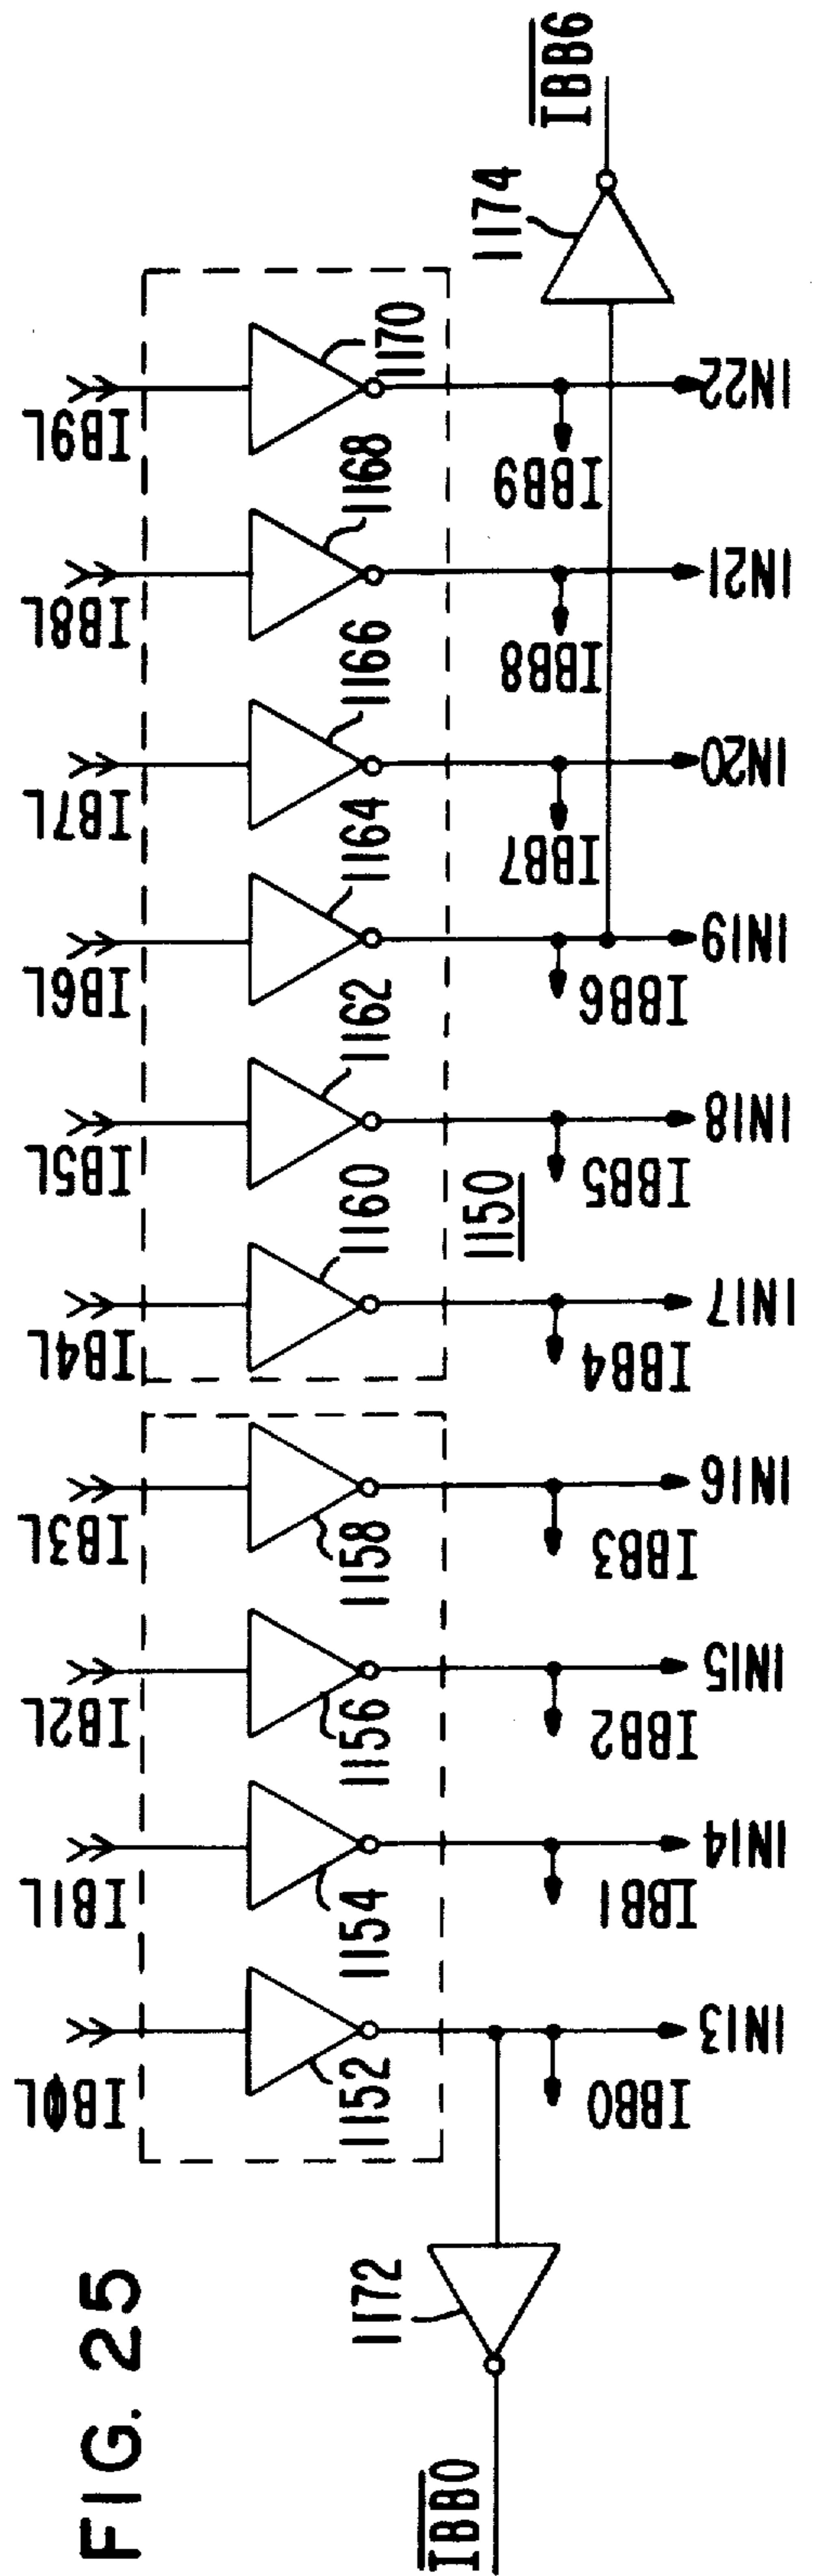 FIG. 25
IBØL
IB1L
IB2L
IB3L
IB4L
IB5L
IB6L
IB7L
IB8L
IB9L
1152
1154
1156
1158
1160
1162
1164
1166
1168
1170
1150
1172
1174
IBB0
IBB0
IBB1
IBB2
IBB3
IBB4
IBB5
IBB6
IBB7
IBB8
IBB9
IBB6
IN13
IN14
IN15
IN16
IN17
IN18
IN19
IN20
IN21
IN22